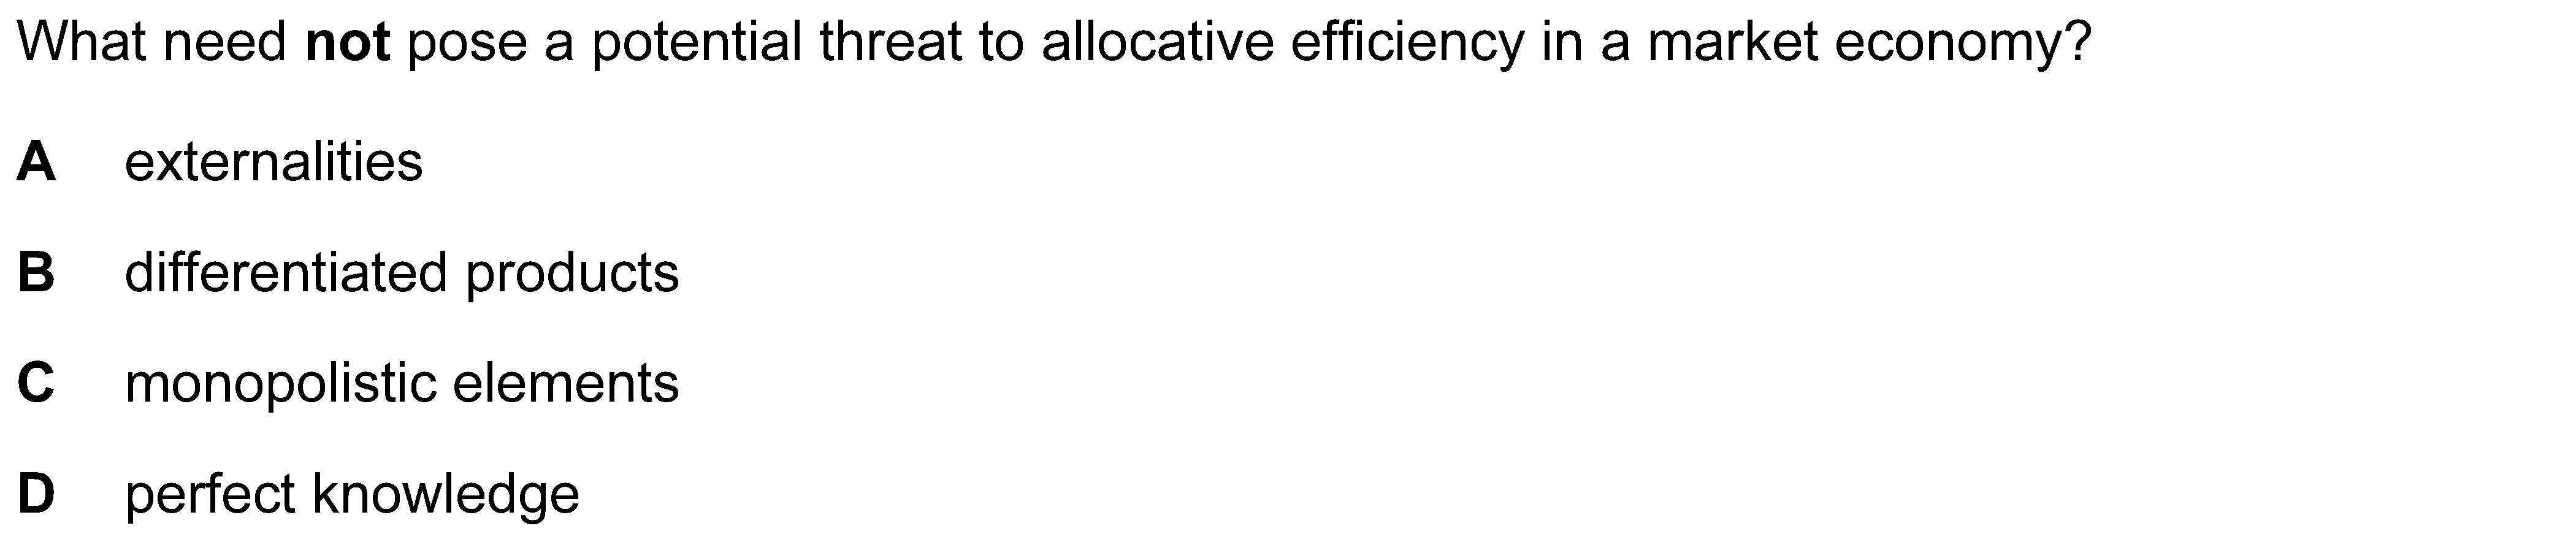 What need not pose a potential threat to allocative efficiency in a market economy?
A externalities
B differentiated products
C monopolistic elements
D perfect knowledge